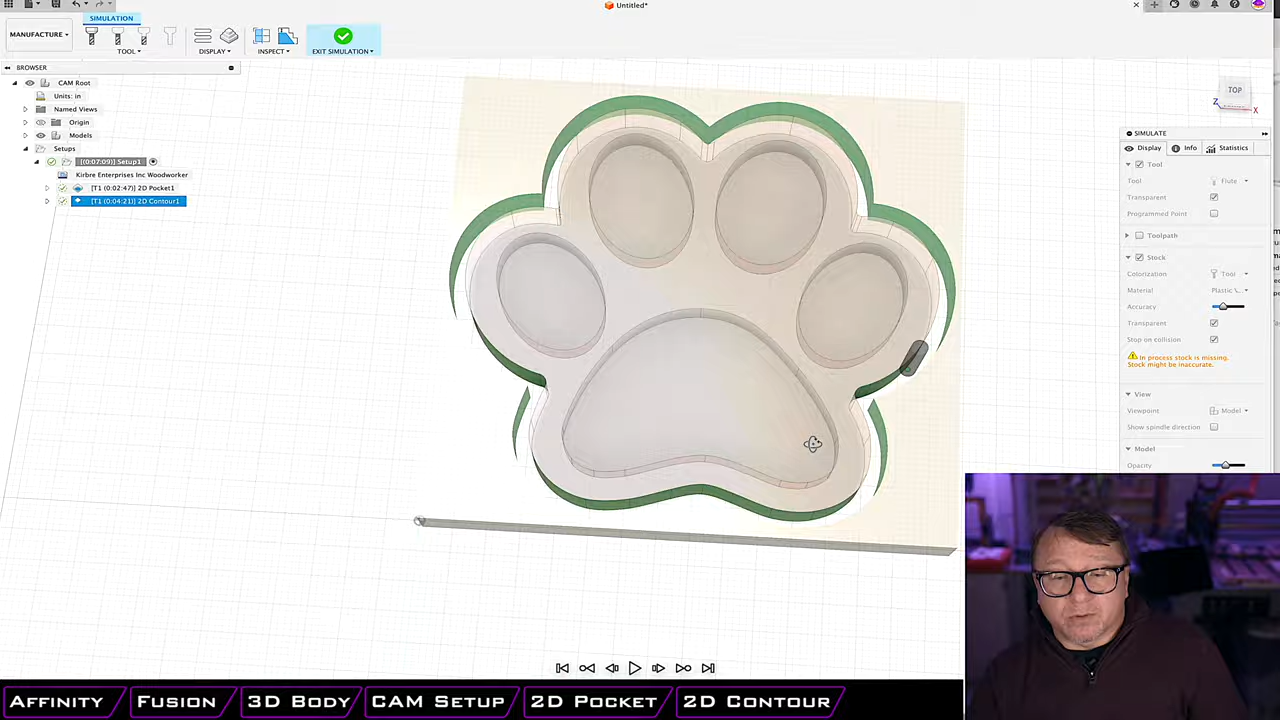 Untitled*
MANUFACTURE
SIMULATION
TOOL
DISPLAY
INSPECT
EXIT SIMULATION
BROWSER
CAM Root
Units: in
Named Views
Origin
Models
Setups
[(0:07:09)] Setup1
Kirbre Enterprises Inc Woodworker
[T1 (0:02:47)] 2D Pocket1
[T1 (0:04:21)] 2D Contour1
TOP
Z
X
SIMULATE
Display Info Statistics
Tool
Tool Flute
Transparent
Programmed Point
Toolpath
Stock
Colorization Tool
Material Plastic \...
Accuracy
Transparent
Stop on collision
In process stock is missing.
Stock might be inaccurate.
View
Viewpoint Model
Show spindle direction
Model
Opacity
AFFINITY FUSION 3D BODY CAM SETUP 2D POCKET 2D CONTOUR